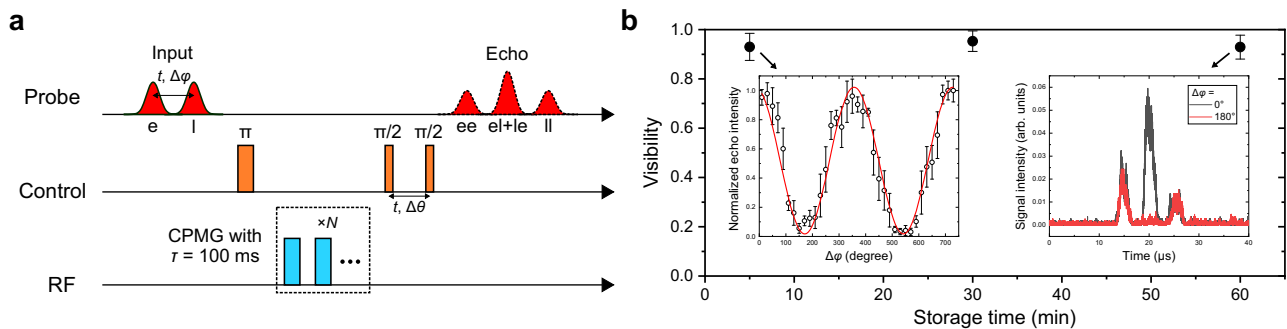 a
Input
Echo
t, Δφ
Probe
e
l
ee
el+le
ll
π
π/2
π/2
Control
t, Δθ
×N
CPMG with
τ = 100 ms
RF
b
Visibility
1.0
0.8
0.6
0.4
0.2
0.0
0
10
20
30
40
50
60
Storage time (min)
Normalized echo intensity
1.0
0.8
0.6
0.4
0.2
0.0
0
100
200
300
400
500
600
700
Δφ (degree)
Signal intensity (arb. units)
0.06
0.05
0.04
0.03
0.02
0.01
0.00
Δφ =
0°
180°
0
10
20
30
40
Time (μs)